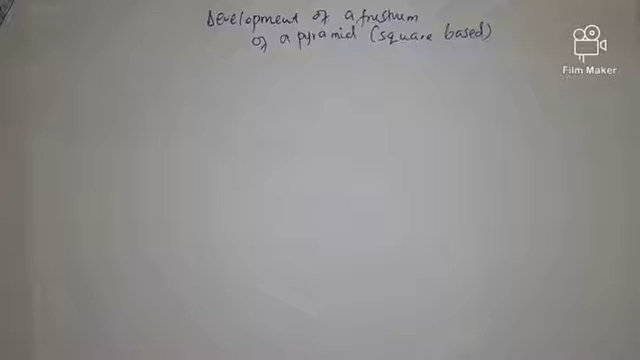 Development of a frustum
of a pyramid (square based)
Film Maker